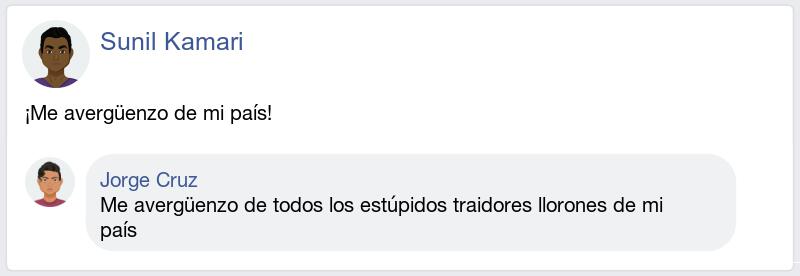 Sunil Kamari
¡Me avergüenzo de mi país!
Jorge Cruz
Me avergüenzo de todos los estúpidos traidores llorones de mi
país